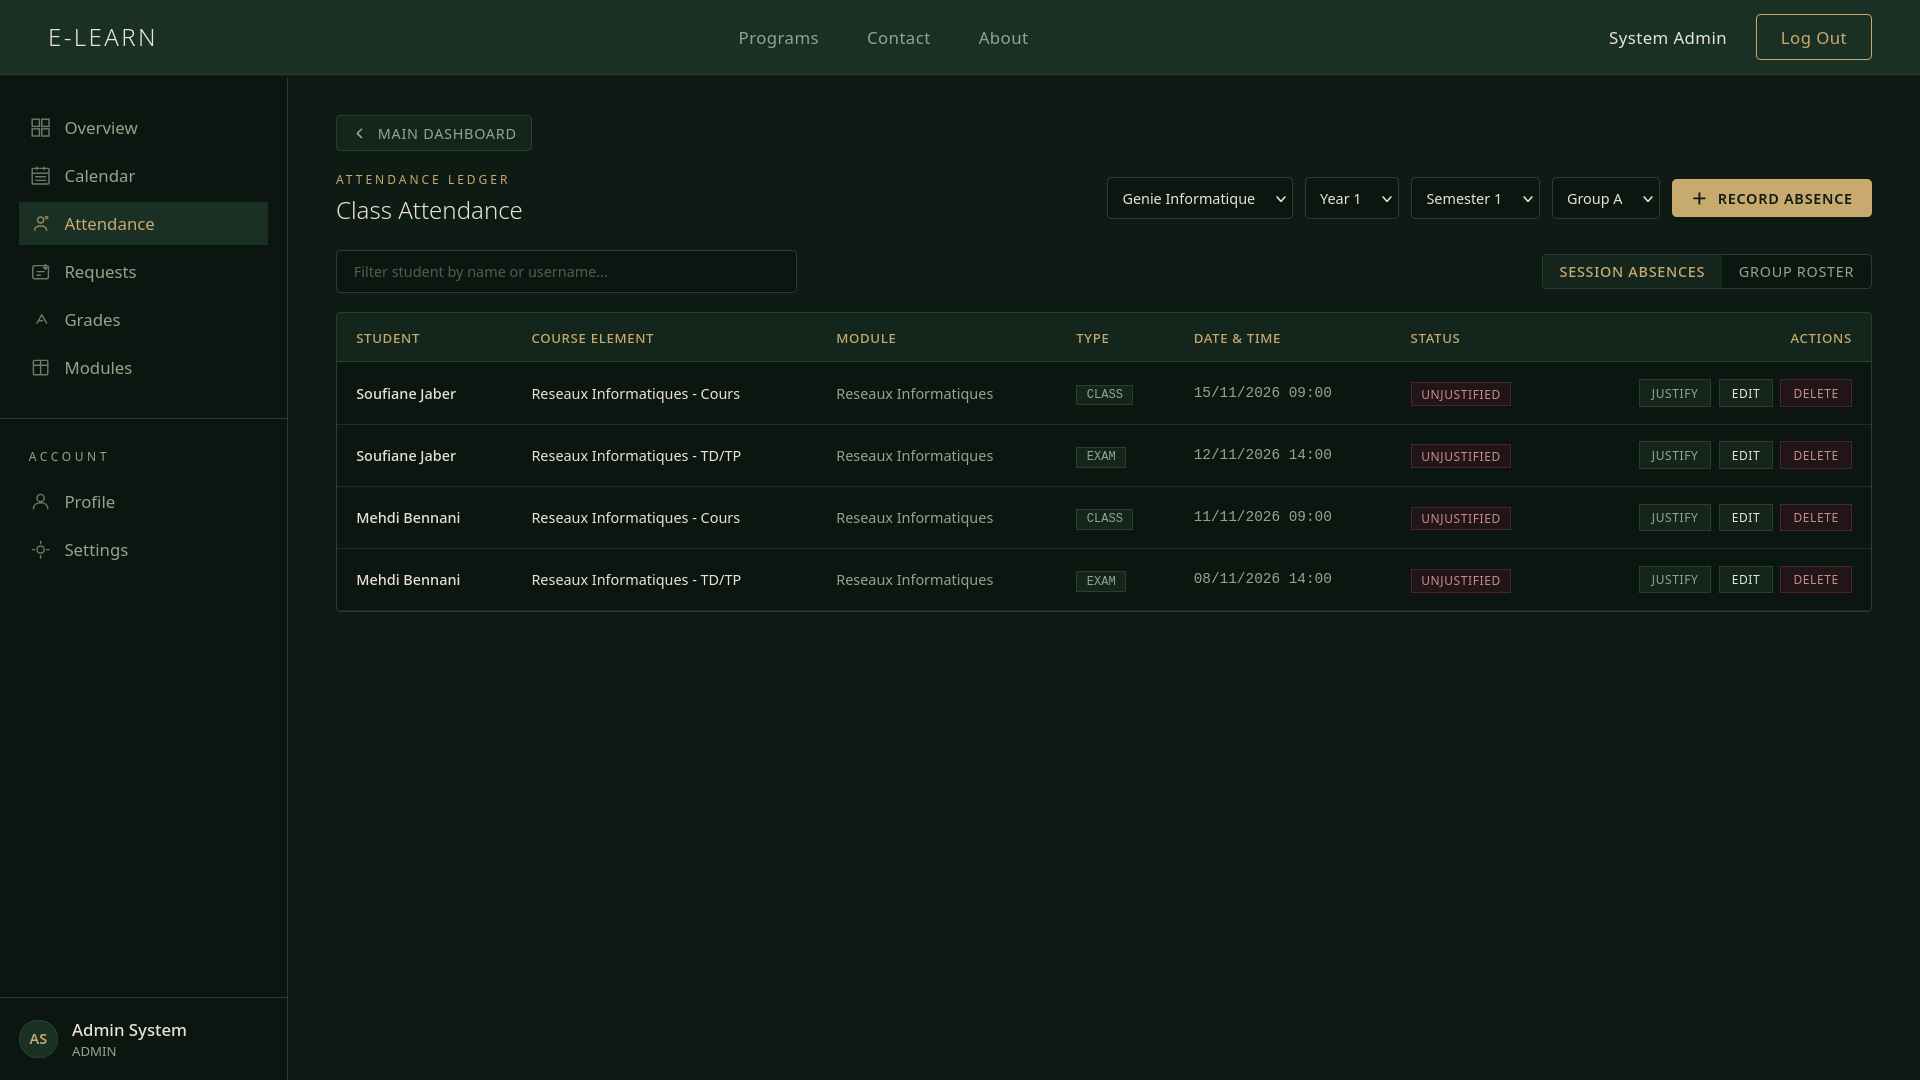 E-LEARN
Programs
Contact
About
System Admin
Log Out
Overview
Calendar
Attendance
Requests
Grades
Modules
ACCOUNT
Profile
Settings
AS
Admin System
ADMIN
MAIN DASHBOARD
ATTENDANCE LEDGER
Class Attendance
Genie Informatique
Year 1
Semester 1
Group A
RECORD ABSENCE
Filter student by name or username...
SESSION ABSENCES
GROUP ROSTER
STUDENT COURSE ELEMENT MODULE TYPE DATE & TIME STATUS ACTIONS
Soufiane Jaber Reseaux Informatiques - Cours Reseaux Informatiques CLASS 15/11/2026 09:00 UNJUSTIFIED JUSTIFY EDIT DELETE
Soufiane Jaber Reseaux Informatiques - TD/TP Reseaux Informatiques EXAM 12/11/2026 14:00 UNJUSTIFIED JUSTIFY EDIT DELETE
Mehdi Bennani Reseaux Informatiques - Cours Reseaux Informatiques CLASS 11/11/2026 09:00 UNJUSTIFIED JUSTIFY EDIT DELETE
Mehdi Bennani Reseaux Informatiques - TD/TP Reseaux Informatiques EXAM 08/11/2026 14:00 UNJUSTIFIED JUSTIFY EDIT DELETE